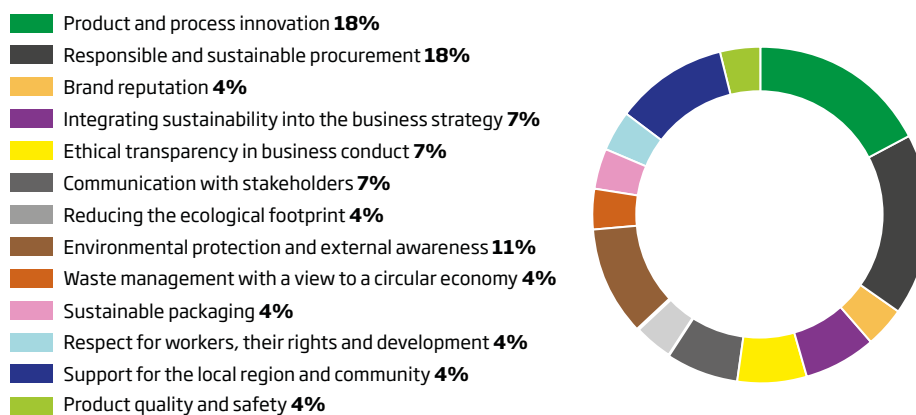 Product and process innovation 18%
Responsible and sustainable procurement 18%
Brand reputation 4%
Integrating sustainability into the business strategy 7%
Ethical transparency in business conduct 7%
Communication with stakeholders 7%
Reducing the ecological footprint 4%
Environmental protection and external awareness 11%
Waste management with a view to a circular economy 4%
Sustainable packaging 4%
Respect for workers, their rights and development 4%
Support for the local region and community 4%
Product quality and safety 4%